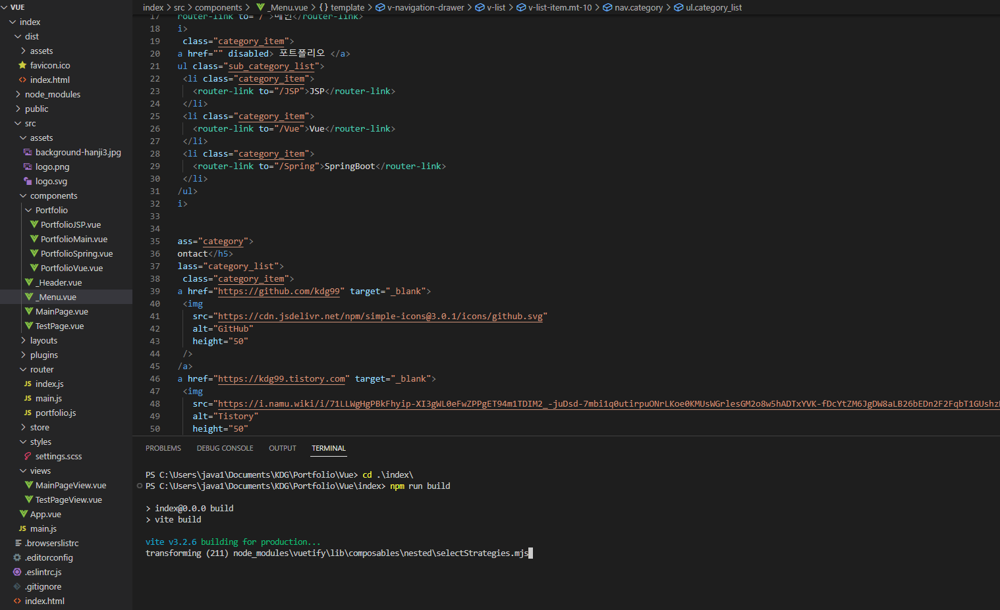 VUE
index
dist
assets
favicon.ico
index.html
node_modules
public
src
assets
background-hanji3.jpg
logo.png
logo.svg
components
Portfolio
PortfolioJSP.vue
PortfolioMain.vue
PortfolioSpring.vue
PortfolioVue.vue
_Header.vue
_Menu.vue
MainPage.vue
TestPage.vue
layouts
plugins
router
index.js
main.js
portfolio.js
store
styles
settings.scss
views
MainPageView.vue
TestPageView.vue
App.vue
main.js
.browserslistrc
.editorconfig
.eslintrc.js
.gitignore
index.html
index > src > components > _Menu.vue > {} template > v-navigation-drawer > v-list > v-list-item.mt-10 > nav.category > ul.category_list
17 router-link to="/">메인</router-link>
18 i>
19 class="category_item">
20 a href="" disabled> 포트폴리오 </a>
21 ul class="sub_category_list">
22 <li class="category_item">
23 <router-link to="/JSP">JSP</router-link>
24 </li>
25 <li class="category_item">
26 <router-link to="/Vue">Vue</router-link>
27 </li>
28 <li class="category_item">
29 <router-link to="/Spring">SpringBoot</router-link>
30 </li>
31 /ul>
32 i>
33
34
35 ass="category">
36 ontact</h5>
37 lass="category_list">
38 class="category_item">
39 a href="https://github.com/kdg99" target="_blank">
40 <img
41 src="https://cdn.jsdelivr.net/npm/simple-icons@3.0.1/icons/github.svg"
42 alt="GitHub"
43 height="50"
44 />
45 /a>
46 a href="https://kdg99.tistory.com" target="_blank">
47 <img
48 src="https://i.namu.wiki/i/71LLWgHgPBkFhyip-XI3gWL0eFwZPPgET94m1TDIM2_-juDsd-7mbi1q0utirpuONrLKoe0KMUsWGrlesGM2o8w5hADTxYVK-fDcYtZM6JgDW8aLB26bEDn2F2FqbT1GUshz
49 alt="Tistory"
50 height="50"
PROBLEMS DEBUG CONSOLE OUTPUT TERMINAL
PS C:\Users\java1\Documents\KDG\Portfolio\Vue> cd .\index\
PS C:\Users\java1\Documents\KDG\Portfolio\Vue\index> npm run build
> index@0.0.0 build
> vite build
vite v3.2.6 building for production...
transforming (211) node_modules\vuetify\lib\composables\nested\selectStrategies.mjs